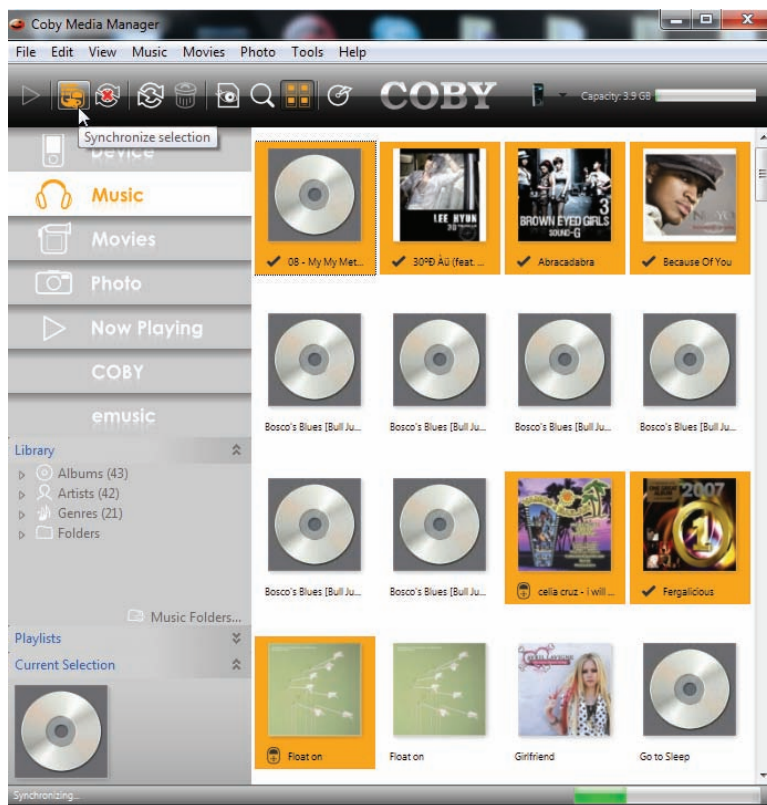 Coby Media Manager
File Edit View Music Movies Photo Tools Help
COBY
Capacity: 3.9 GB
Synchronize selection
Device
Music
Movies
Photo
Now Playing
COBY
emusic
Library
Albums (43)
Artists (42)
Genres (21)
Folders
Music Folders...
Playlists
Current Selection
LEE HYUN
BROWN EYED GIRLS
SOUND-G
3
08 - My My Met... 30ºÐ Àü (feat. ... Abracadabra Because Of You
Bosco's Blues [Bull Ju... Bosco's Blues [Bull Ju... Bosco's Blues [Bull Ju... Bosco's Blues [Bull Ju...
2007
1
Bosco's Blues [Bull Ju... Bosco's Blues [Bull Ju... celia cruz - I will ... Fergalicious
AVRIL LAVIGNE
Float on Float on Girlfriend Go to Sleep
Synchronizing...